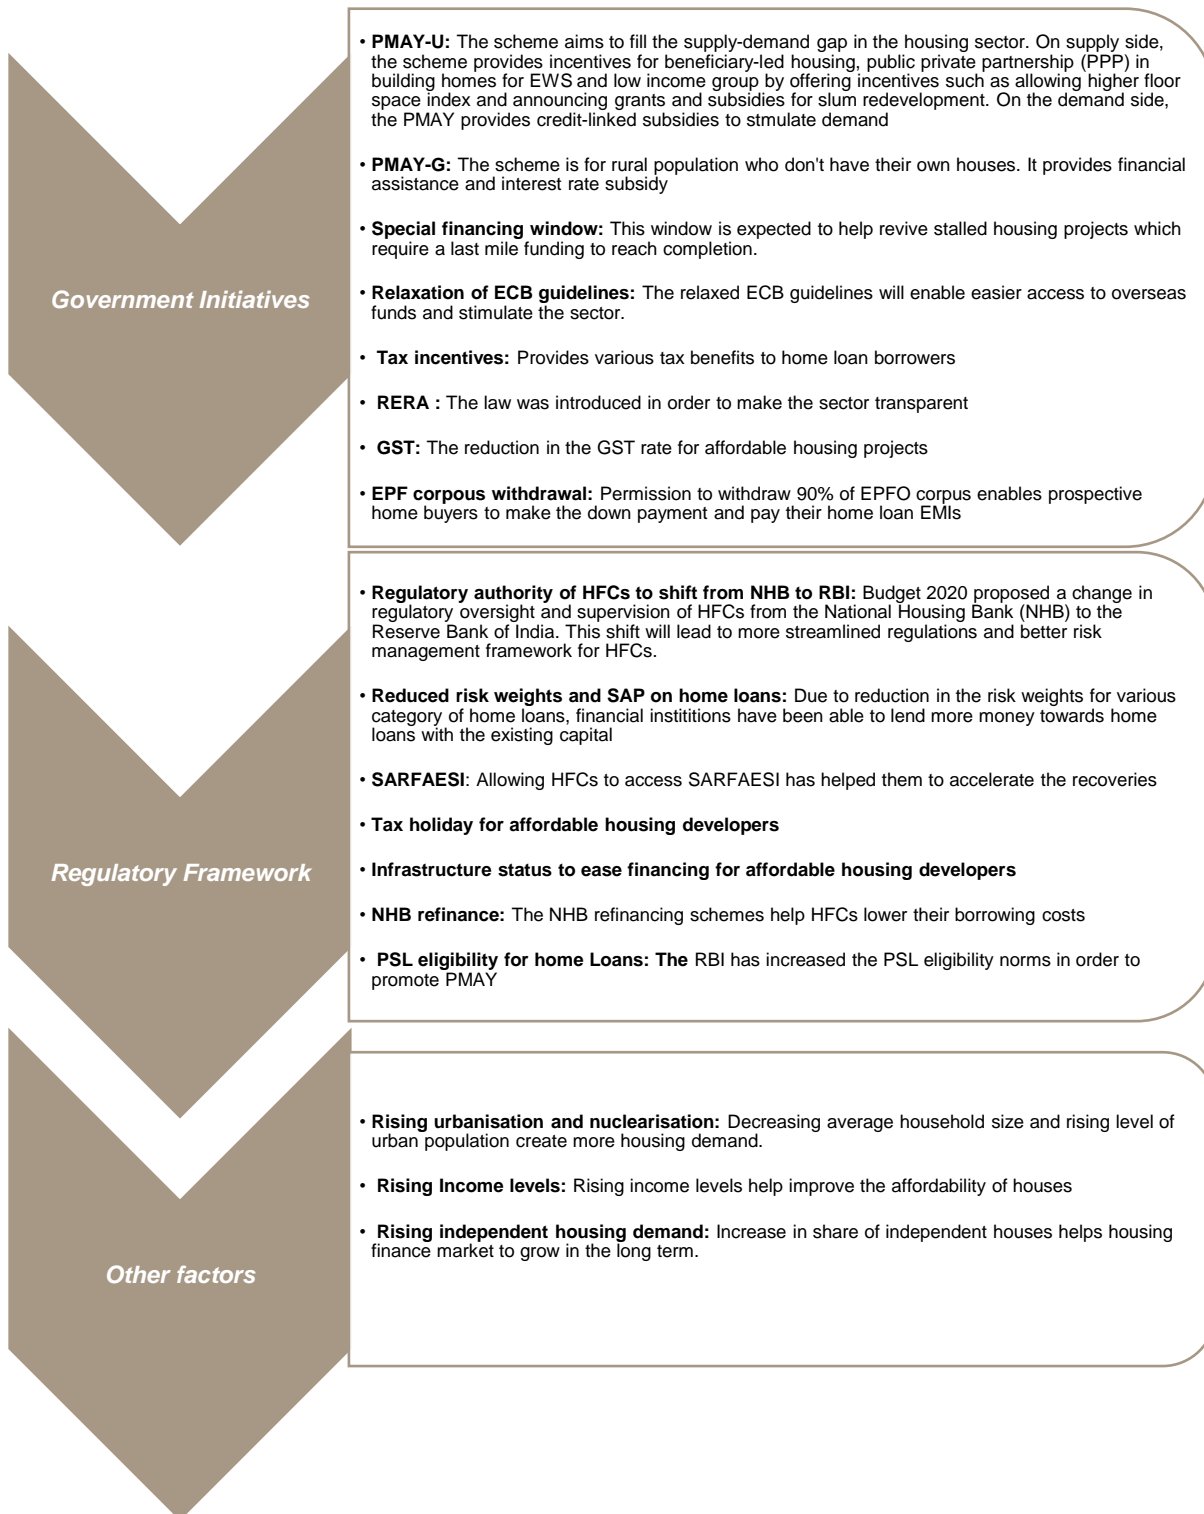 • PMAY-U: The scheme aims to fill the supply-demand gap in the housing sector. On supply side,
the scheme provides incentives for beneficiary-led housing, public private partnership (PPP) in
building homes for EWS and low income group by offering incentives such as allowing higher floor
space index and announcing grants and subsidies for slum redevelopment. On the demand side,
the PMAY provides credit-linked subsidies to stmulate demand
• PMAY-G: The scheme is for rural population who don't have their own houses. It provides financial
assistance and interest rate subsidy
• Special financing window: This window is expected to help revive stalled housing projects which
require a last mile funding to reach completion.
Government Initiatives
• Relaxation of ECB guidelines: The relaxed ECB guidelines will enable easier access to overseas
funds and stimulate the sector.
• Tax incentives: Provides various tax benefits to home loan borrowers
• RERA : The law was introduced in order to make the sector transparent
• GST: The reduction in the GST rate for affordable housing projects
• EPF corpous withdrawal: Permission to withdraw 90% of EPFO corpus enables prospective
home buyers to make the down payment and pay their home loan EMIs
• Regulatory authority of HFCs to shift from NHB to RBI: Budget 2020 proposed a change in
regulatory oversight and supervision of HFCs from the National Housing Bank (NHB) to the
Reserve Bank of India. This shift will lead to more streamlined regulations and better risk
management framework for HFCs.
• Reduced risk weights and SAP on home loans: Due to reduction in the risk weights for various
category of home loans, financial instititions have been able to lend more money towards home
loans with the existing capital
• SARFAESI: Allowing HFCs to access SARFAESI has helped them to accelerate the recoveries
• Tax holiday for affordable housing developers
Regulatory Framework
• Infrastructure status to ease financing for affordable housing developers
• NHB refinance: The NHB refinancing schemes help HFCs lower their borrowing costs
• PSL eligibility for home Loans: The RBI has increased the PSL eligibility norms in order to
promote PMAY
• Rising urbanisation and nuclearisation: Decreasing average household size and rising level of
urban population create more housing demand.
• Rising Income levels: Rising income levels help improve the affordability of houses
• Rising independent housing demand: Increase in share of independent houses helps housing
finance market to grow in the long term.
Other factors